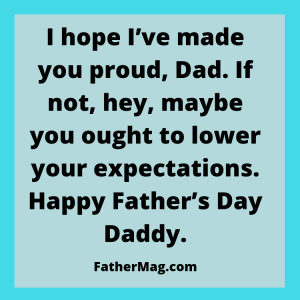 I hope I’ve made
you proud, Dad. If
not, hey, maybe
you ought to lower
your expectations.
Happy Father’s Day
Daddy.
FatherMag.com